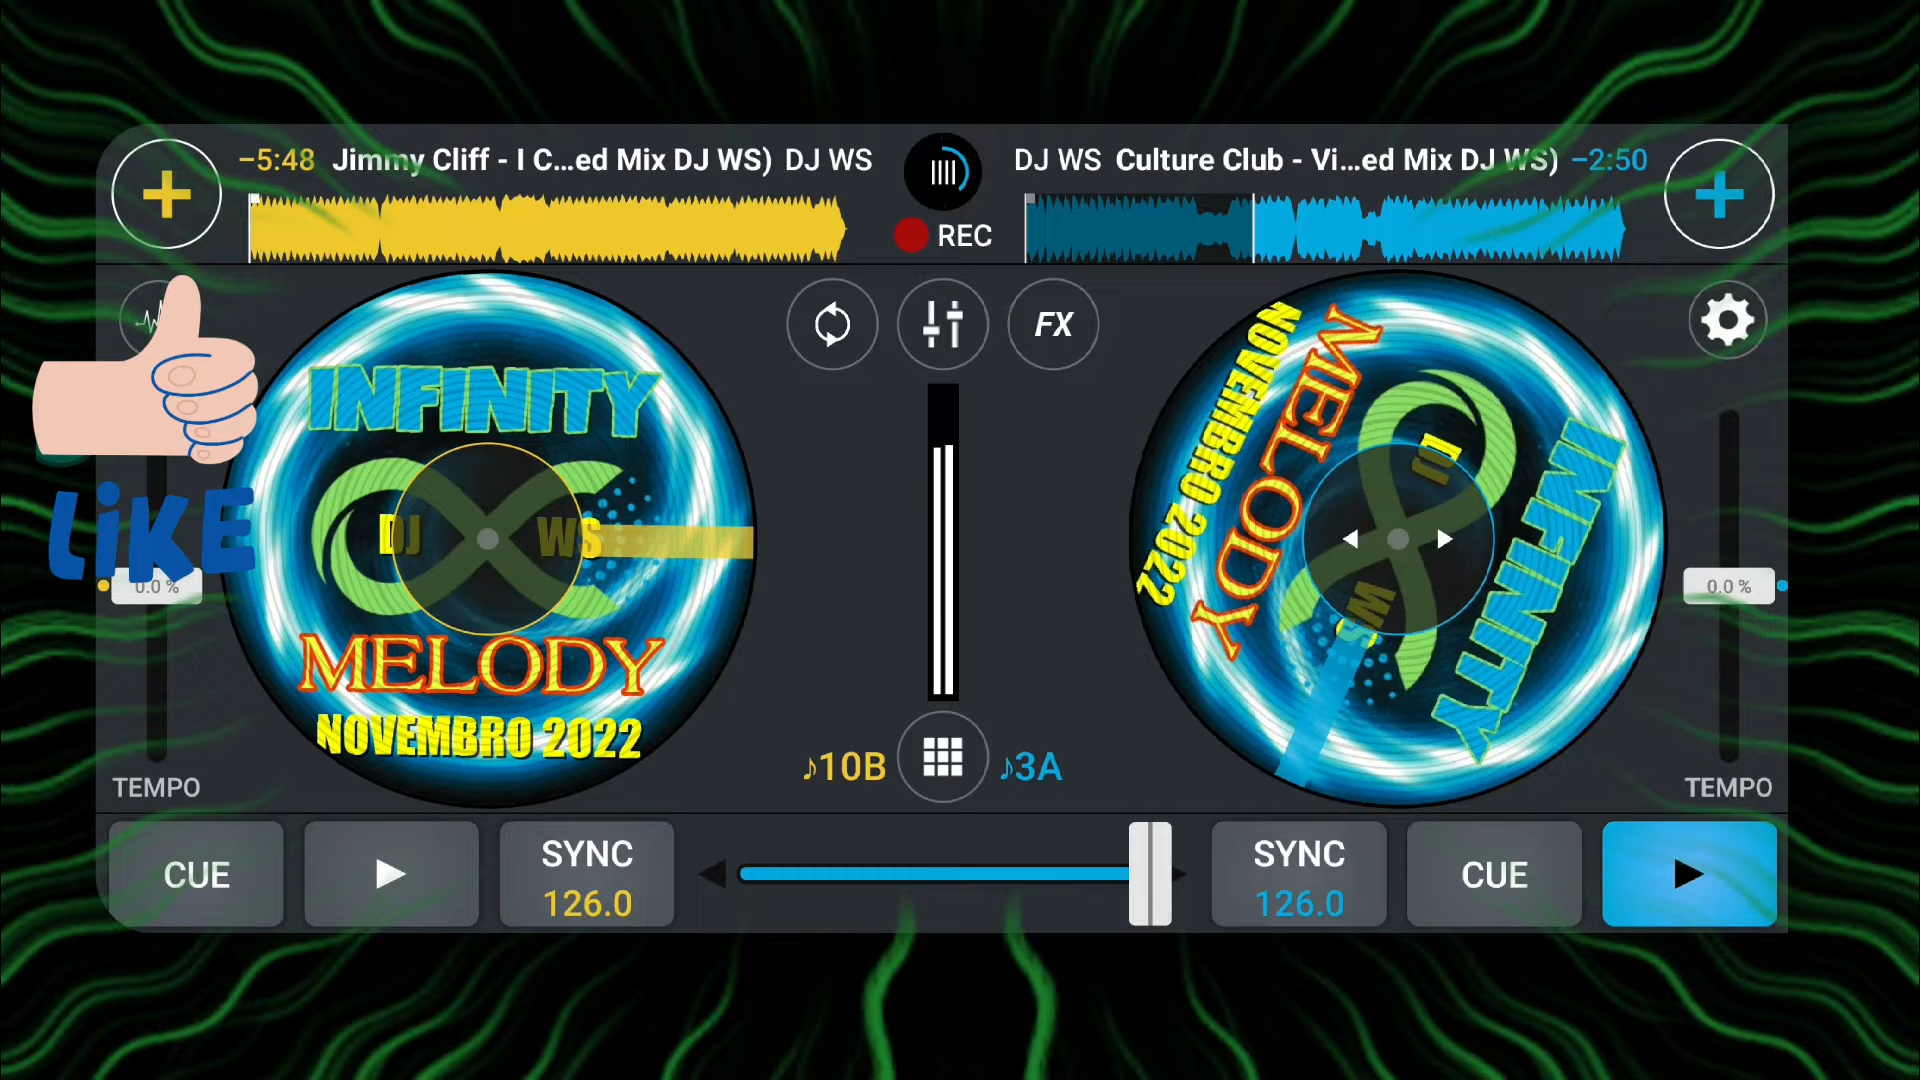 −5:48 Jimmy Cliff - I C...ed Mix DJ WS) DJ WS
DJ WS Culture Club - Vi...ed Mix DJ WS) −2:50
REC
FX
INFINITY
DJ WS
MELODY
NOVEMBRO 2022
INFINITY
DJ WS
MELODY
NOVEMBRO 2022
LiKE
0.0 %
0.0 %
♪10B
♪3A
TEMPO
TEMPO
CUE
SYNC
126.0
SYNC
126.0
CUE